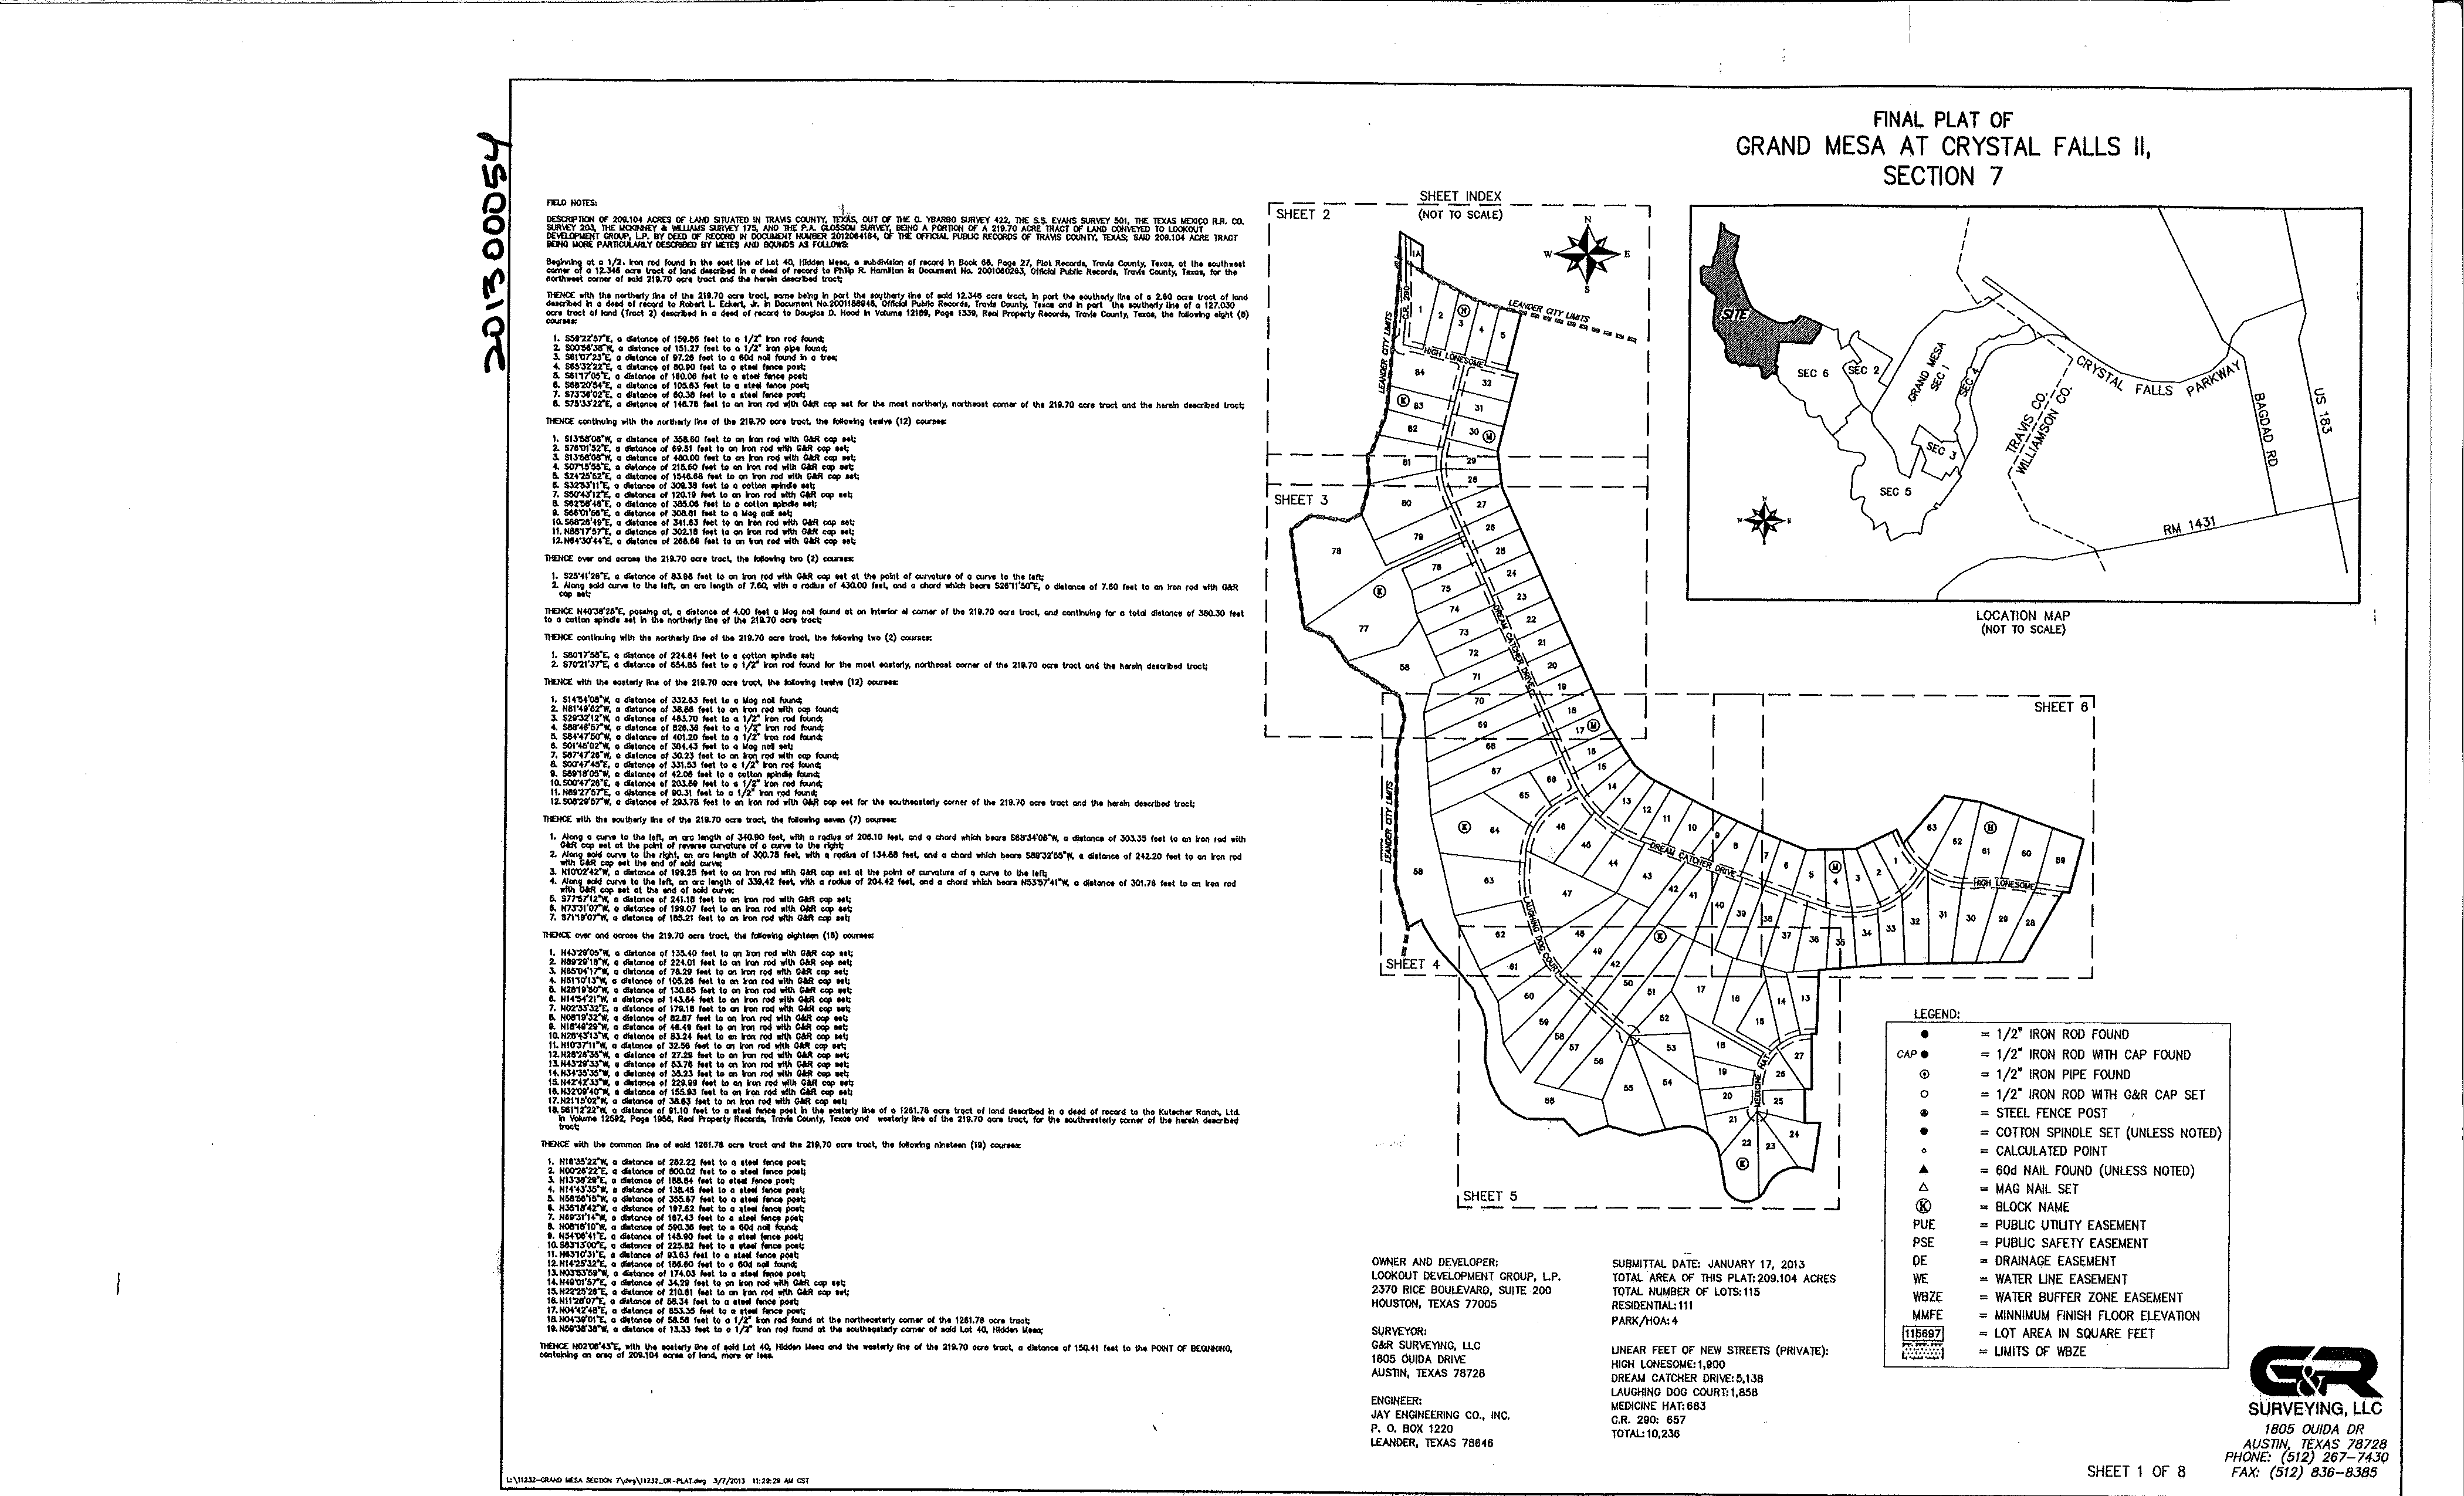 201300054
FINAL PLAT OF
GRAND MESA AT CRYSTAL FALLS II,
SECTION 7
FIELD NOTES:
DESCRIPTION OF 209.104 ACRES OF LAND SITUATED IN TRAVIS COUNTY, TEXAS, OUT OF THE C. YBARBO SURVEY 422, THE S.S. EVANS SURVEY 501, THE TEXAS MEXICO R.R. CO.
SURVEY 203, THE MCKINNEY & WILLIAMS SURVEY 175, AND THE P.A. GLOSSOM SURVEY, BEING A PORTION OF A 219.70 ACRE TRACT OF LAND CONVEYED TO LOOKOUT
DEVELOPMENT GROUP, L.P. BY DEED OF RECORD IN DOCUMENT NUMBER 2012064164, OF THE OFFICIAL PUBLIC RECORDS OF TRAVIS COUNTY, TEXAS; SAID 209.104 ACRE TRACT
BEING MORE PARTICULARLY DESCRIBED BY METES AND BOUNDS AS FOLLOWS:
Beginning at a 1/2. iron rod found in the east line of Lot 40, Hidden Mesa, a subdivision of record in Book 66, Page 27, Plat Records, Travis County, Texas, at the southwest
corner of a 12.346 acre tract of land described in a deed of record to Philip R. Hamilton in Document No. 2001060263, Official Public Records, Travis County, Texas, for the
northwest corner of said 219.70 acre tract and the herein described tract;
THENCE with the northerly line of the 219.70 acre tract, same being in part the southerly line of said 12.346 acre tract, in part the southerly line of a 2.60 acre tract of land
described in a deed of record to Robert L. Eckert, Jr. in Document No.2001188946, Official Public Records, Travis County, Texas and in part the southerly line of a 127.030
acre tract of land (Tract 2) described in a deed of record to Douglas D. Hood in Volume 12189, Page 1339, Real Property Records, Travis County, Texas, the following eight (8)
courses:
1. S59°22'57"E, a distance of 159.66 feet to a 1/2" iron rod found;
2. S00°56'38"W, a distance of 151.27 feet to a 1/2" iron pipe found;
3. S61°07'23"E, a distance of 97.26 feet to a 60d nail found in a tree;
4. S65°32'22"E, a distance of 80.90 feet to a steel fence post;
5. S61°17'05"E, a distance of 160.06 feet to a steel fence post;
6. S68°20'54"E, a distance of 105.63 feet to a steel fence post;
7. S73°36'02"E, a distance of 60.38 feet to a steel fence post;
8. S75°33'22"E, a distance of 146.76 feet to an iron rod with G&R cap set for the most northerly, northeast corner of the 219.70 acre tract and the herein described tract;
THENCE continuing with the northerly line of the 219.70 acre tract, the following twelve (12) courses:
1. S13°58'08"W, a distance of 358.60 feet to an iron rod with G&R cap set;
2. S76°01'52"E, a distance of 69.51 feet to an iron rod with G&R cap set;
3. S13°58'08"W, a distance of 480.00 feet to an iron rod with G&R cap set;
4. S07°15'55"E, a distance of 215.60 feet to an iron rod with G&R cap set;
5. S24°25'52"E, a distance of 1546.68 feet to an iron rod with G&R cap set;
6. S32°53'11"E, a distance of 309.38 feet to a cotton spindle set;
7. S50°43'12"E, a distance of 120.19 feet to an iron rod with G&R cap set;
8. S62°58'48"E, a distance of 385.06 feet to a cotton spindle set;
9. S66°01'56"E, a distance of 308.61 feet to a Mag nail set;
10. S68°26'49"E, a distance of 341.63 feet to an iron rod with G&R cap set;
11. N88°17'57"E, a distance of 302.18 feet to an iron rod with G&R cap set;
12. N64°30'44"E, a distance of 268.68 feet to an iron rod with G&R cap set;
THENCE over and across the 219.70 acre tract, the following two (2) courses:
1. S25°41'26"E, a distance of 83.98 feet to an iron rod with G&R cap set at the point of curvature of a curve to the left;
2. Along said curve to the left, an arc length of 7.60, with a radius of 430.00 feet, and a chord which bears S26°11'50"E, a distance of 7.60 feet to an iron rod with G&R
cap set;
THENCE N40°38'26"E, passing at, a distance of 4.00 feet a Mag nail found at an interior el corner of the 219.70 acre tract, and continuing for a total distance of 380.30 feet
to a cotton spindle set in the northerly line of the 219.70 acre tract;
THENCE continuing with the northerly line of the 219.70 acre tract, the following two (2) courses:
1. S80°17'58"E, a distance of 224.64 feet to a cotton spindle set;
2. S70°21'37"E, a distance of 654.85 feet to a 1/2" iron rod found for the most easterly, northeast corner of the 219.70 acre tract and the herein described tract;
THENCE with the easterly line of the 219.70 acre tract, the following twelve (12) courses:
1. S14°54'08"W, a distance of 332.63 feet to a Mag nail found;
2. N81°49'52"W, a distance of 38.88 feet to an iron rod with cap found;
3. S29°32'12"W, a distance of 483.70 feet to a 1/2" iron rod found;
4. S88°46'57"W, a distance of 826.38 feet to a 1/2" iron rod found;
5. S84°47'50"W, a distance of 401.20 feet to a 1/2" iron rod found;
6. S01°45'02"W, a distance of 384.43 feet to a Mag nail set;
7. S87°47'26"W, a distance of 30.23 feet to an iron rod with cap found;
8. S00°47'45"E, a distance of 331.53 feet to a 1/2" iron rod found;
9. S89°18'05"W, a distance of 42.06 feet to a cotton spindle found;
10. S00°47'26"E, a distance of 203.59 feet to a 1/2" iron rod found;
11. N89°27'57"E, a distance of 90.31 feet to a 1/2" iron rod found;
12. S08°29'57"W, a distance of 293.78 feet to an iron rod with G&R cap set for the southeasterly corner of the 219.70 acre tract and the herein described tract;
THENCE with the southerly line of the 219.70 acre tract, the following seven (7) courses:
1. Along a curve to the left, an arc length of 340.90 feet, with a radius of 206.10 feet, and a chord which bears S68°34'06"W, a distance of 303.35 feet to an iron rod with
G&R cap set at the point of reverse curvature of a curve to the right;
2. Along said curve to the right, an arc length of 300.75 feet, with a radius of 134.68 feet, and a chord which bears S89°32'55"W, a distance of 242.20 feet to an iron rod
with G&R cap set the end of said curve;
3. N10°02'42"W, a distance of 199.25 feet to an iron rod with G&R cap set at the point of curvature of a curve to the left;
4. Along said curve to the left, an arc length of 339.42 feet, with a radius of 204.42 feet, and a chord which bears N53°57'41"W, a distance of 301.76 feet to an iron rod
with G&R cap set at the end of said curve;
5. S77°57'12"W, a distance of 241.18 feet to an iron rod with G&R cap set;
6. N73°31'07"W, a distance of 199.07 feet to an iron rod with G&R cap set;
7. S71°19'07"W, a distance of 185.21 feet to an iron rod with G&R cap set;
THENCE over and across the 219.70 acre tract, the following eighteen (18) courses:
1. N43°29'05"W, a distance of 135.40 feet to an iron rod with G&R cap set;
2. N89°29'18"W, a distance of 224.01 feet to an iron rod with G&R cap set;
3. N65°04'17"W, a distance of 78.29 feet to an iron rod with G&R cap set;
4. N51°10'13"W, a distance of 105.26 feet to an iron rod with G&R cap set;
5. N28°19'50"W, a distance of 130.65 feet to an iron rod with G&R cap set;
6. N14°54'21"W, a distance of 143.64 feet to an iron rod with G&R cap set;
7. N02°33'32"E, a distance of 179.18 feet to an iron rod with G&R cap set;
8. N08°19'32"W, a distance of 82.87 feet to an iron rod with G&R cap set;
9. N18°49'29"W, a distance of 48.49 feet to an iron rod with G&R cap set;
10. N26°43'13"W, a distance of 83.24 feet to an iron rod with G&R cap set;
11. N10°37'11"W, a distance of 32.56 feet to an iron rod with G&R cap set;
12. N28°28'35"W, a distance of 27.29 feet to an iron rod with G&R cap set;
13. N43°29'33"W, a distance of 53.76 feet to an iron rod with G&R cap set;
14. N34°35'35"W, a distance of 35.23 feet to an iron rod with G&R cap set;
15. N42°42'33"W, a distance of 229.99 feet to an iron rod with G&R cap set;
16. N32°09'40"W, a distance of 155.93 feet to an iron rod with G&R cap set;
17. N21°15'02"W, a distance of 38.63 feet to an iron rod with G&R cap set;
18. S61°12'22"W, a distance of 91.10 feet to a steel fence post in the easterly line of a 1261.76 acre tract of land described in a deed of record to the Kutscher Ranch, Ltd.
in Volume 12592, Page 1956, Real Property Records, Travis County, Texas and westerly line of the 219.70 acre tract, for the southwesterly corner of the herein described
tract;
THENCE with the common line of said 1261.76 acre tract and the 219.70 acre tract, the following nineteen (19) courses:
1. N18°35'22"W, a distance of 282.22 feet to a steel fence post;
2. N00°26'22"E, a distance of 600.02 feet to a steel fence post;
3. N13°36'29"E, a distance of 188.64 feet to steel fence post;
4. N14°43'35"W, a distance of 138.45 feet to a steel fence post;
5. N58°56'15"W, a distance of 355.67 feet to a steel fence post;
6. N35°18'42"W, a distance of 197.62 feet to a steel fence post;
7. N69°31'14"W, a distance of 167.43 feet to a steel fence post;
8. N08°18'10"W, a distance of 590.36 feet to a 60d nail found;
9. N54°06'41"E, a distance of 145.90 feet to a steel fence post;
10. S83°13'00"E, a distance of 225.82 feet to a steel fence post;
11. N63°10'31"E, a distance of 93.63 feet to a steel fence post;
12. N14°25'32"E, a distance of 186.60 feet to a 60d nail found;
13. N03°53'59"W, a distance of 174.03 feet to a steel fence post;
14. N49°01'57"E, a distance of 34.29 feet to an iron rod with G&R cap set;
15. N22°25'26"E, a distance of 210.61 feet to an iron rod with G&R cap set;
16. N11°28'07"E, a distance of 58.34 feet to a steel fence post;
17. N04°42'48"E, a distance of 853.35 feet to a steel fence post;
18. N04°39'01"E, a distance of 58.56 feet to a 1/2" iron rod found at the northeasterly corner of the 1261.76 acre tract;
19. N59°38'38"W, a distance of 13.33 feet to a 1/2" iron rod found at the southeasterly corner of said Lot 40, Hidden Mesa;
THENCE N02°06'43"E, with the easterly line of said Lot 40, Hidden Mesa and the westerly line of the 219.70 acre tract, a distance of 150.41 feet to the POINT OF BEGINNING,
containing an area of 209.104 acres of land, more or less.
L:\11232-GRAND MESA SECTION 7\dwg\11232_OR-PLAT.dwg 3/7/2013 11:29:29 AM CST
SHEET INDEX
(NOT TO SCALE)
SHEET 2
N
W
E
S
1A
C.R. 290
LEANDER CITY LIMITS
LEANDER CITY LIMITS
1
2
H
3
4
5
HIGH LONESOME
84
32
K
83
31
82
30
M
81
29
28
SHEET 3
80
27
26
79
78
25
76
24
75
23
K
74
22
77
73
21
72
20
58
71
19
70
18
69
17
M
68
16
67
15
66
DREAM CATCHER DRIVE
SHEET 6
65
14
13
12
11
10
9
8
7
6
5
M
4
3
2
1
K
64
46
45
44
43
42
41
40
39
38
37
36
35
34
33
32
31
30
29
28
63
62
H
61
60
59
HIGH LONESOME
DREAM CATCHER DRIVE
LEANDER CITY LIMITS
58
63
47
LAUGHING DOG COURT
62
48
49
42
K
SHEET 4
61
50
51
17
16
14
13
60
52
15
59
58
57
56
53
18
27
MEDICINE HAT
55
54
19
26
58
20
25
21
22
23
24
K
SHEET 5
SITE
SEC 6
SEC 2
GRAND MESA
SEC 1
SEC 4
SEC 3
SEC 5
TRAVIS CO.
WILLIAMSON CO.
CRYSTAL FALLS PARKWAY
BAGDAD RD
US 183
RM 1431
N
LOCATION MAP
(NOT TO SCALE)
LEGEND:
= 1/2" IRON ROD FOUND
CAP = 1/2" IRON ROD WITH CAP FOUND
= 1/2" IRON PIPE FOUND
= 1/2" IRON ROD WITH G&R CAP SET
= STEEL FENCE POST
= COTTON SPINDLE SET (UNLESS NOTED)
= CALCULATED POINT
= 60d NAIL FOUND (UNLESS NOTED)
= MAG NAIL SET
K = BLOCK NAME
PUE = PUBLIC UTILITY EASEMENT
PSE = PUBLIC SAFETY EASEMENT
DE = DRAINAGE EASEMENT
WE = WATER LINE EASEMENT
WBZE = WATER BUFFER ZONE EASEMENT
MMFE = MINNIMUM FINISH FLOOR ELEVATION
115697 = LOT AREA IN SQUARE FEET
= LIMITS OF WBZE
OWNER AND DEVELOPER:
LOOKOUT DEVELOPMENT GROUP, L.P.
2370 RICE BOULEVARD, SUITE 200
HOUSTON, TEXAS 77005
SURVEYOR:
G&R SURVEYING, LLC
1805 OUIDA DRIVE
AUSTIN, TEXAS 78728
ENGINEER:
JAY ENGINEERING CO., INC.
P. O. BOX 1220
LEANDER, TEXAS 78646
SUBMITTAL DATE: JANUARY 17, 2013
TOTAL AREA OF THIS PLAT: 209.104 ACRES
TOTAL NUMBER OF LOTS: 115
RESIDENTIAL: 111
PARK/HOA: 4
LINEAR FEET OF NEW STREETS (PRIVATE):
HIGH LONESOME: 1,900
DREAM CATCHER DRIVE: 5,138
LAUGHING DOG COURT: 1,858
MEDICINE HAT: 683
C.R. 290: 657
TOTAL: 10,236
G&R
SURVEYING, LLC
1805 OUIDA DR
AUSTIN, TEXAS 78728
PHONE: (512) 267-7430
FAX: (512) 836-8385
SHEET 1 OF 8